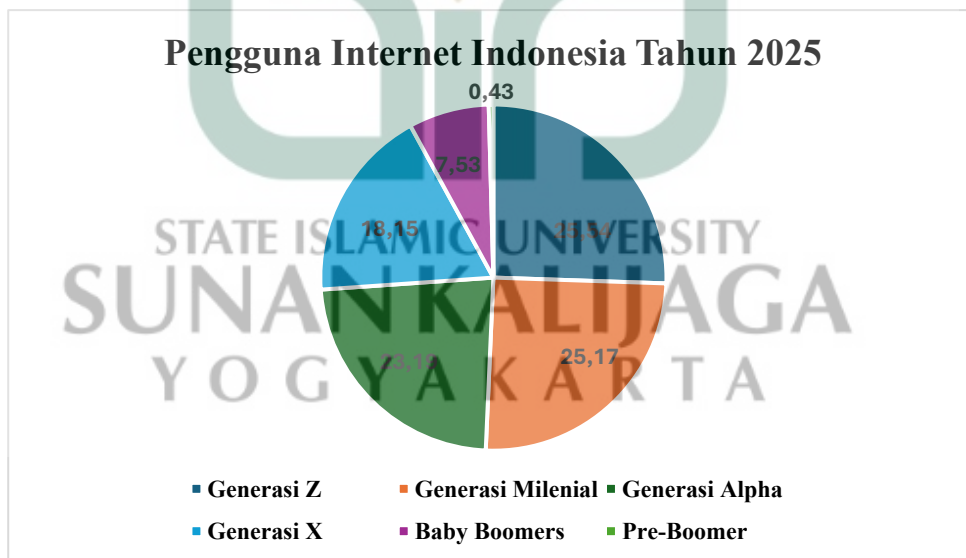 Pengguna Internet Indonesia Tahun 2025
0,43
7,53
18,15
25,54
STATE ISLAMIC UNIVERSITY
SUNAN KALIJAGA
25,17
23,19
YOGYAKARTA
Generasi Z
Generasi Milenial
Generasi Alpha
Generasi X
Baby Boomers
Pre-Boomer